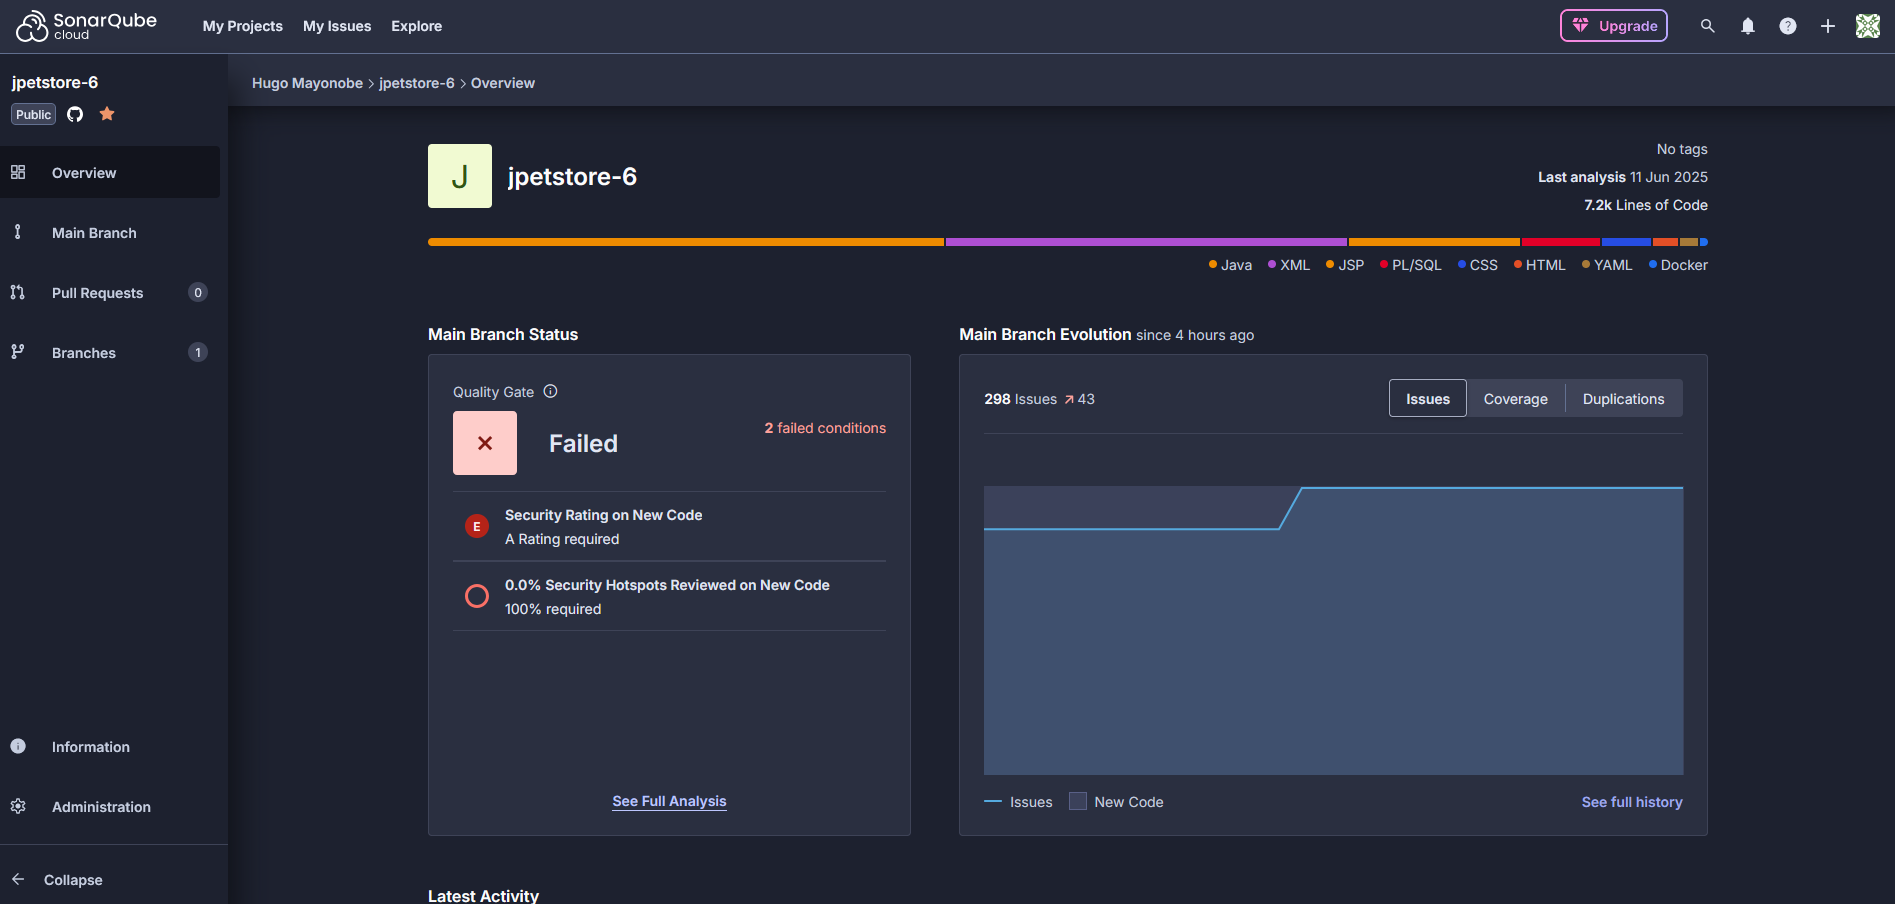 SonarQube
cloud
My Projects
My Issues
Explore
Upgrade
jpetstore-6
Public
Overview
Main Branch
Pull Requests
0
Branches
1
Information
Administration
Collapse
Hugo Mayonobe > jpetstore-6 > Overview
J
jpetstore-6
No tags
Last analysis 11 Jun 2025
7.2k Lines of Code
Java XML JSP PL/SQL CSS HTML YAML Docker
Main Branch Status
Quality Gate
Failed
2 failed conditions
E
Security Rating on New Code
A Rating required
0.0% Security Hotspots Reviewed on New Code
100% required
See Full Analysis
Main Branch Evolution since 4 hours ago
298 Issues 43
Issues
Coverage
Duplications
Issues
New Code
See full history
Latest Activity